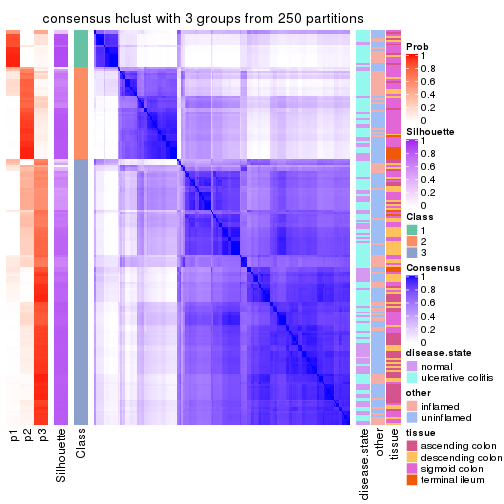 consensus hclust with 3 groups from 250 partitions
Prob
1
0.8
0.6
0.4
0.2
0
Silhouette
1
0.8
0.6
0.4
0.2
0
Class
1
2
3
Consensus
1
0.8
0.6
0.4
0.2
0
disease.state
normal
ulcerative colitis
other
inflamed
uninflamed
tissue
ascending colon
descending colon
sigmoid colon
terminal ileum
p1
p2
p3
Silhouette
Class
disease.state
other
tissue